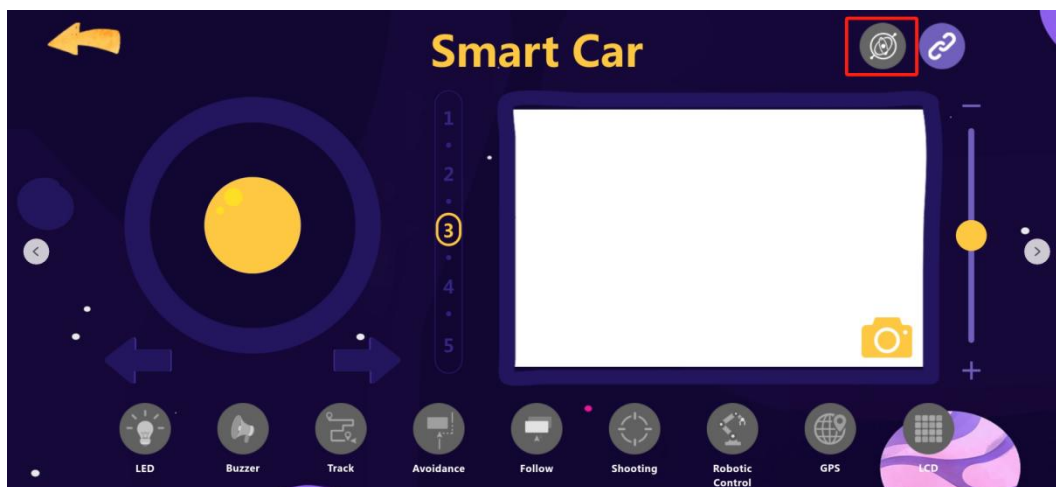 Smart Car
1
2
3
4
5
LED
Buzzer
Track
Avoidance
Follow
Shooting
Robotic
Control
GPS
LCD